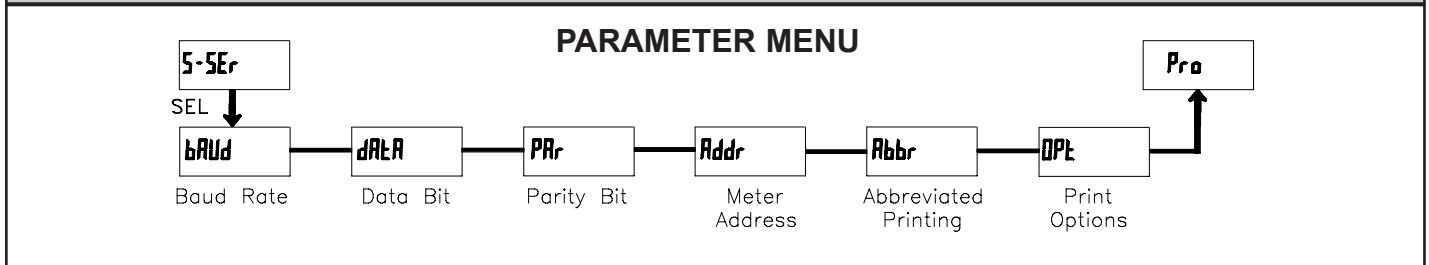 PARAMETER MENU
5-SEr
Pro
SEL
bAUd
dAtA
PAr
Addr
Abbr
OPt
Baud Rate
Data Bit
Parity Bit
Meter
Address
Abbreviated
Printing
Print
Options